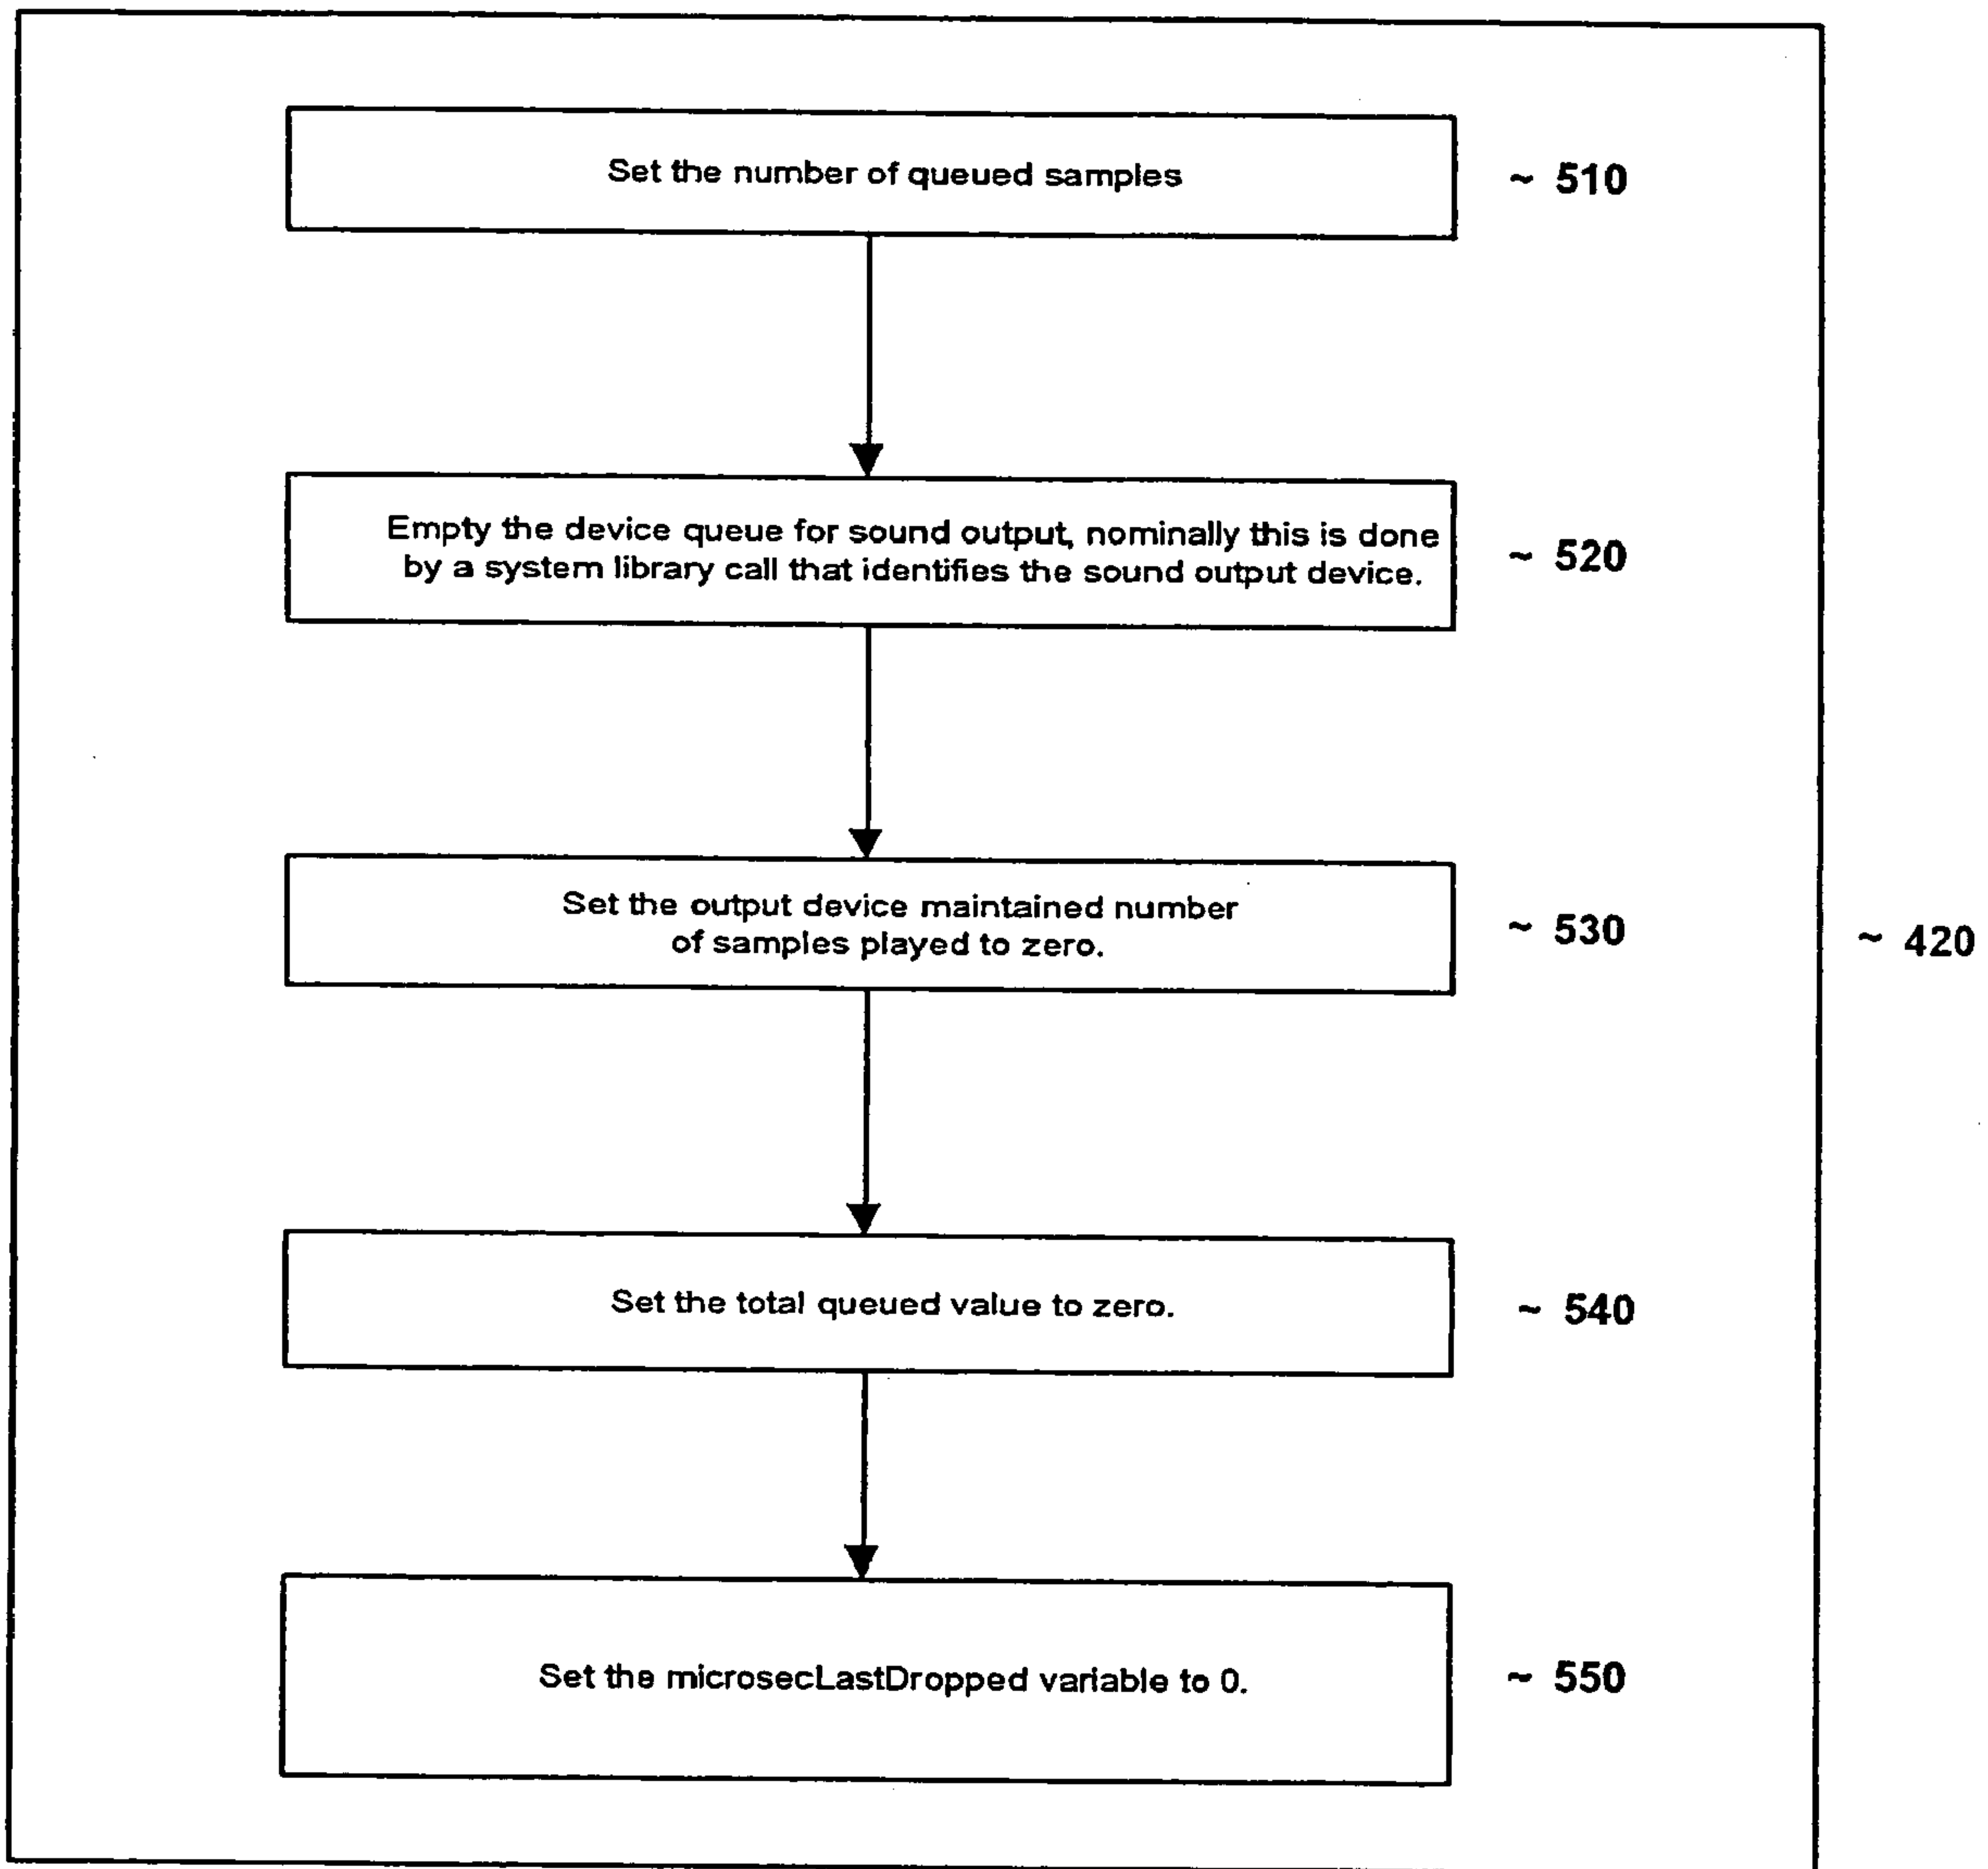 Set the number of queued samples
~ 510
Empty the device queue for sound output, nominally this is done
by a system library call that identifies the sound output device.
~ 520
Set the output device maintained number
of samples played to zero.
~ 530
~ 420
Set the total queued value to zero.
~ 540
Set the microsecLastDropped variable to 0.
~ 550